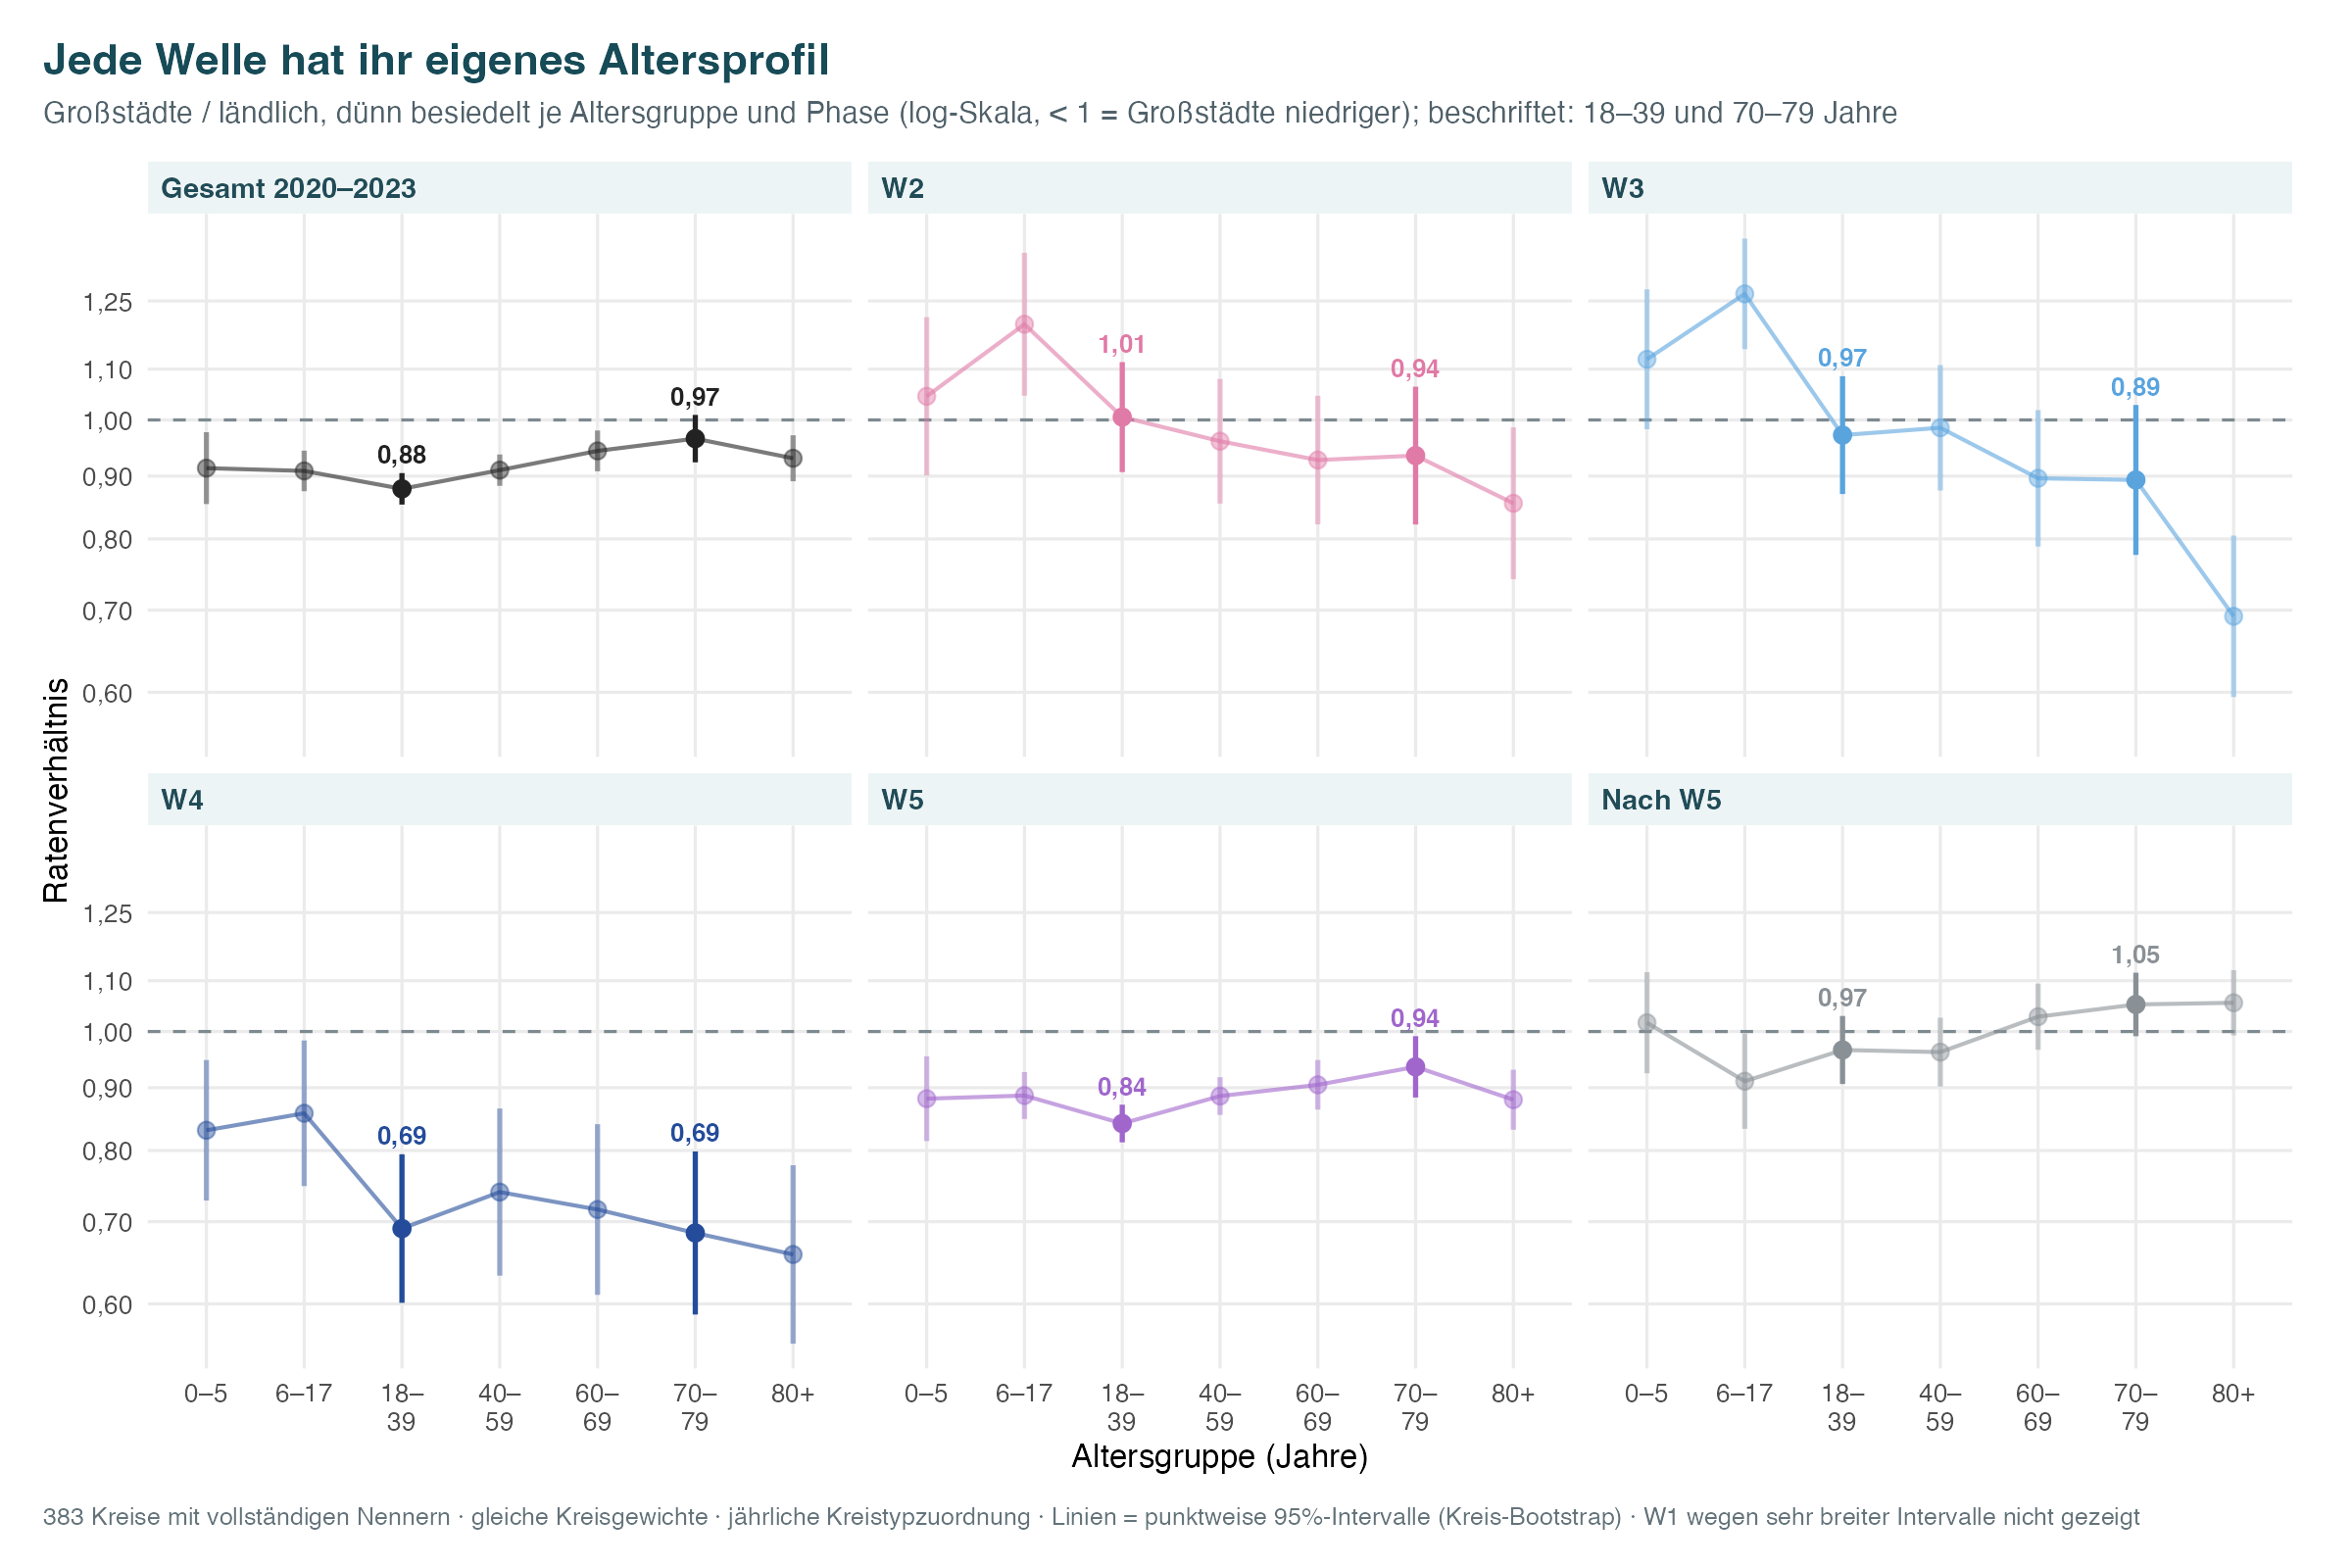 Jede Welle hat ihr eigenes Altersprofil
Großstädte / ländlich, dünn besiedelt je Altersgruppe und Phase (log-Skala, < 1 = Großstädte niedriger); beschriftet: 18–39 und 70–79 Jahre
Ratenverhältnis
Gesamt 2020–2023
W2
W3
1,25
1,10
1,00
0,90
0,80
0,70
0,60
0,88
0,97
1,01
0,94
0,97
0,89
W4
W5
Nach W5
1,25
1,10
1,00
0,90
0,80
0,70
0,60
0,69
0,69
0,84
0,94
0,97
1,05
0–5 6–17 18– 40– 60– 70– 80+ 0–5 6–17 18– 40– 60– 70– 80+ 0–5 6–17 18– 40– 60– 70– 80+
39 59 69 79 39 59 69 79 39 59 69 79
Altersgruppe (Jahre)
383 Kreise mit vollständigen Nennern · gleiche Kreisgewichte · jährliche Kreistypzuordnung · Linien = punktweise 95%-Intervalle (Kreis-Bootstrap) · W1 wegen sehr breiter Intervalle nicht gezeigt